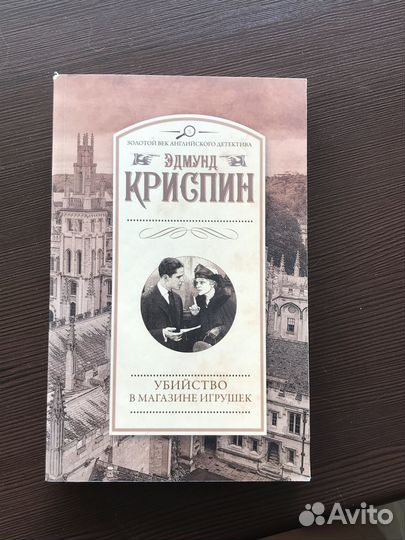 ЗОЛОТОЙ ВЕК АНГЛИЙСКОГО ДЕТЕКТИВА
ЭДМУНД
КРИСПИН
УБИЙСТВО
В МАГАЗИНЕ ИГРУШЕК
Avito